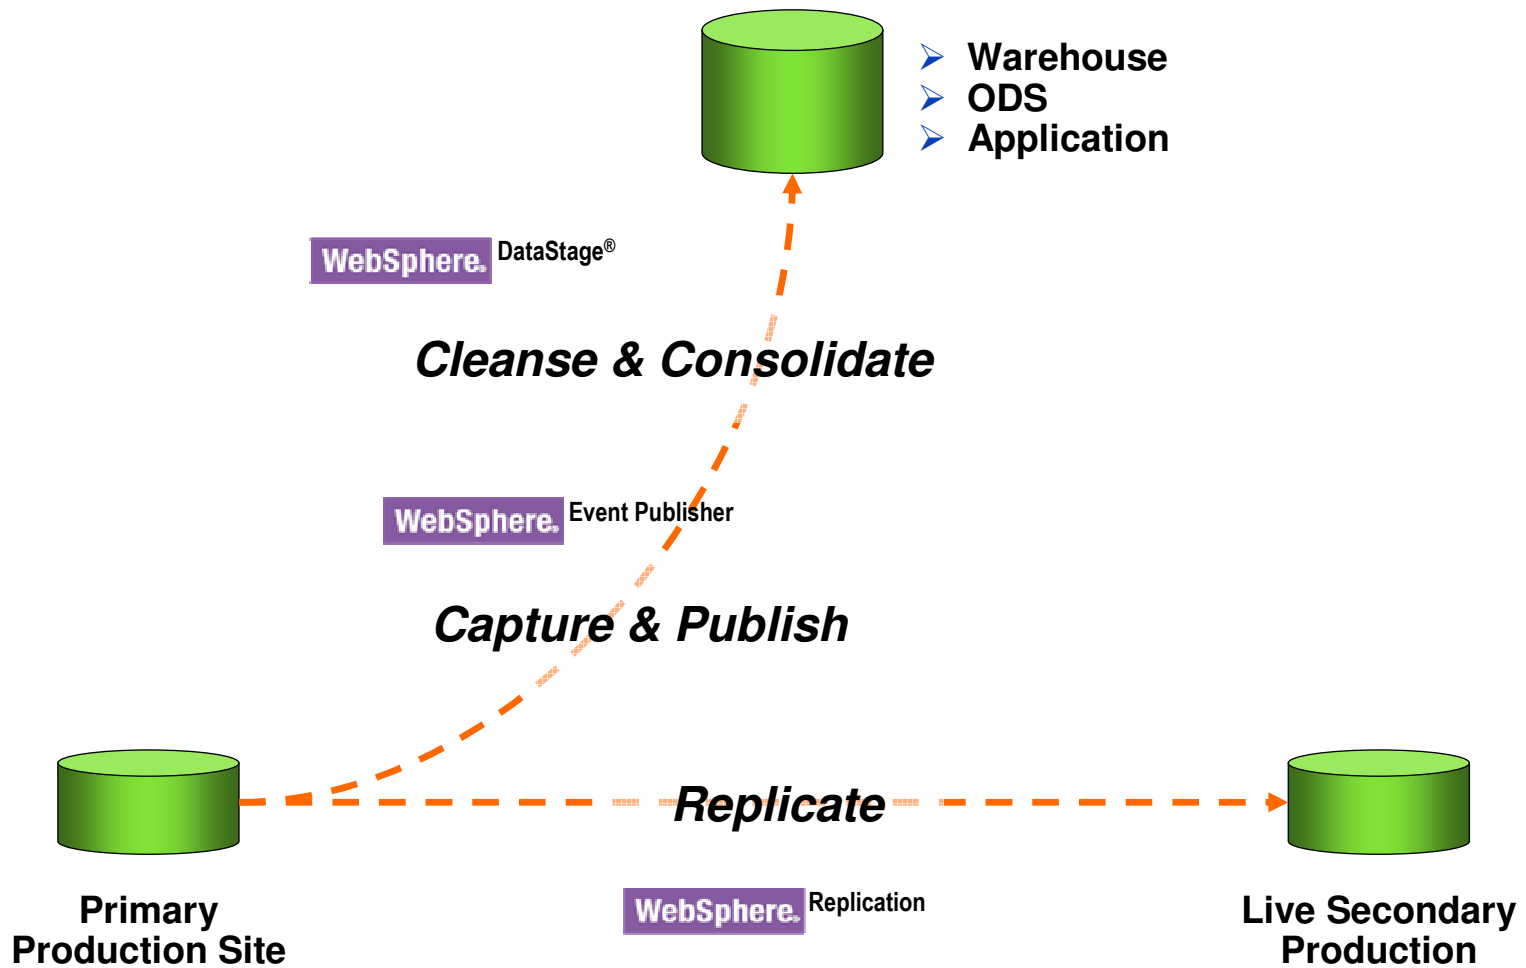 Warehouse
ODS
Application
WebSphere® DataStage®
Cleanse & Consolidate
WebSphere® Event Publisher
Capture & Publish
Replicate
WebSphere® Replication
Primary
Production Site
Live Secondary
Production